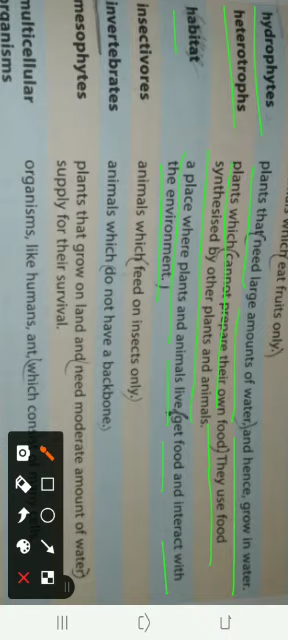 which eat fruits only.
hydrophytes plants that need large amounts of water, and hence, grow in water.
heterotrophs plants which cannot prepare their own food. They use food
synthesised by other plants and animals.
habitat a place where plants and animals live, get food and interact with
the environment.
insectivores animals which feed on insects only.
invertebrates animals which do not have a backbone.
mesophytes plants that grow on land and need moderate amount of water
supply for their survival.
multicellular organisms, like humans, ant, which
organisms